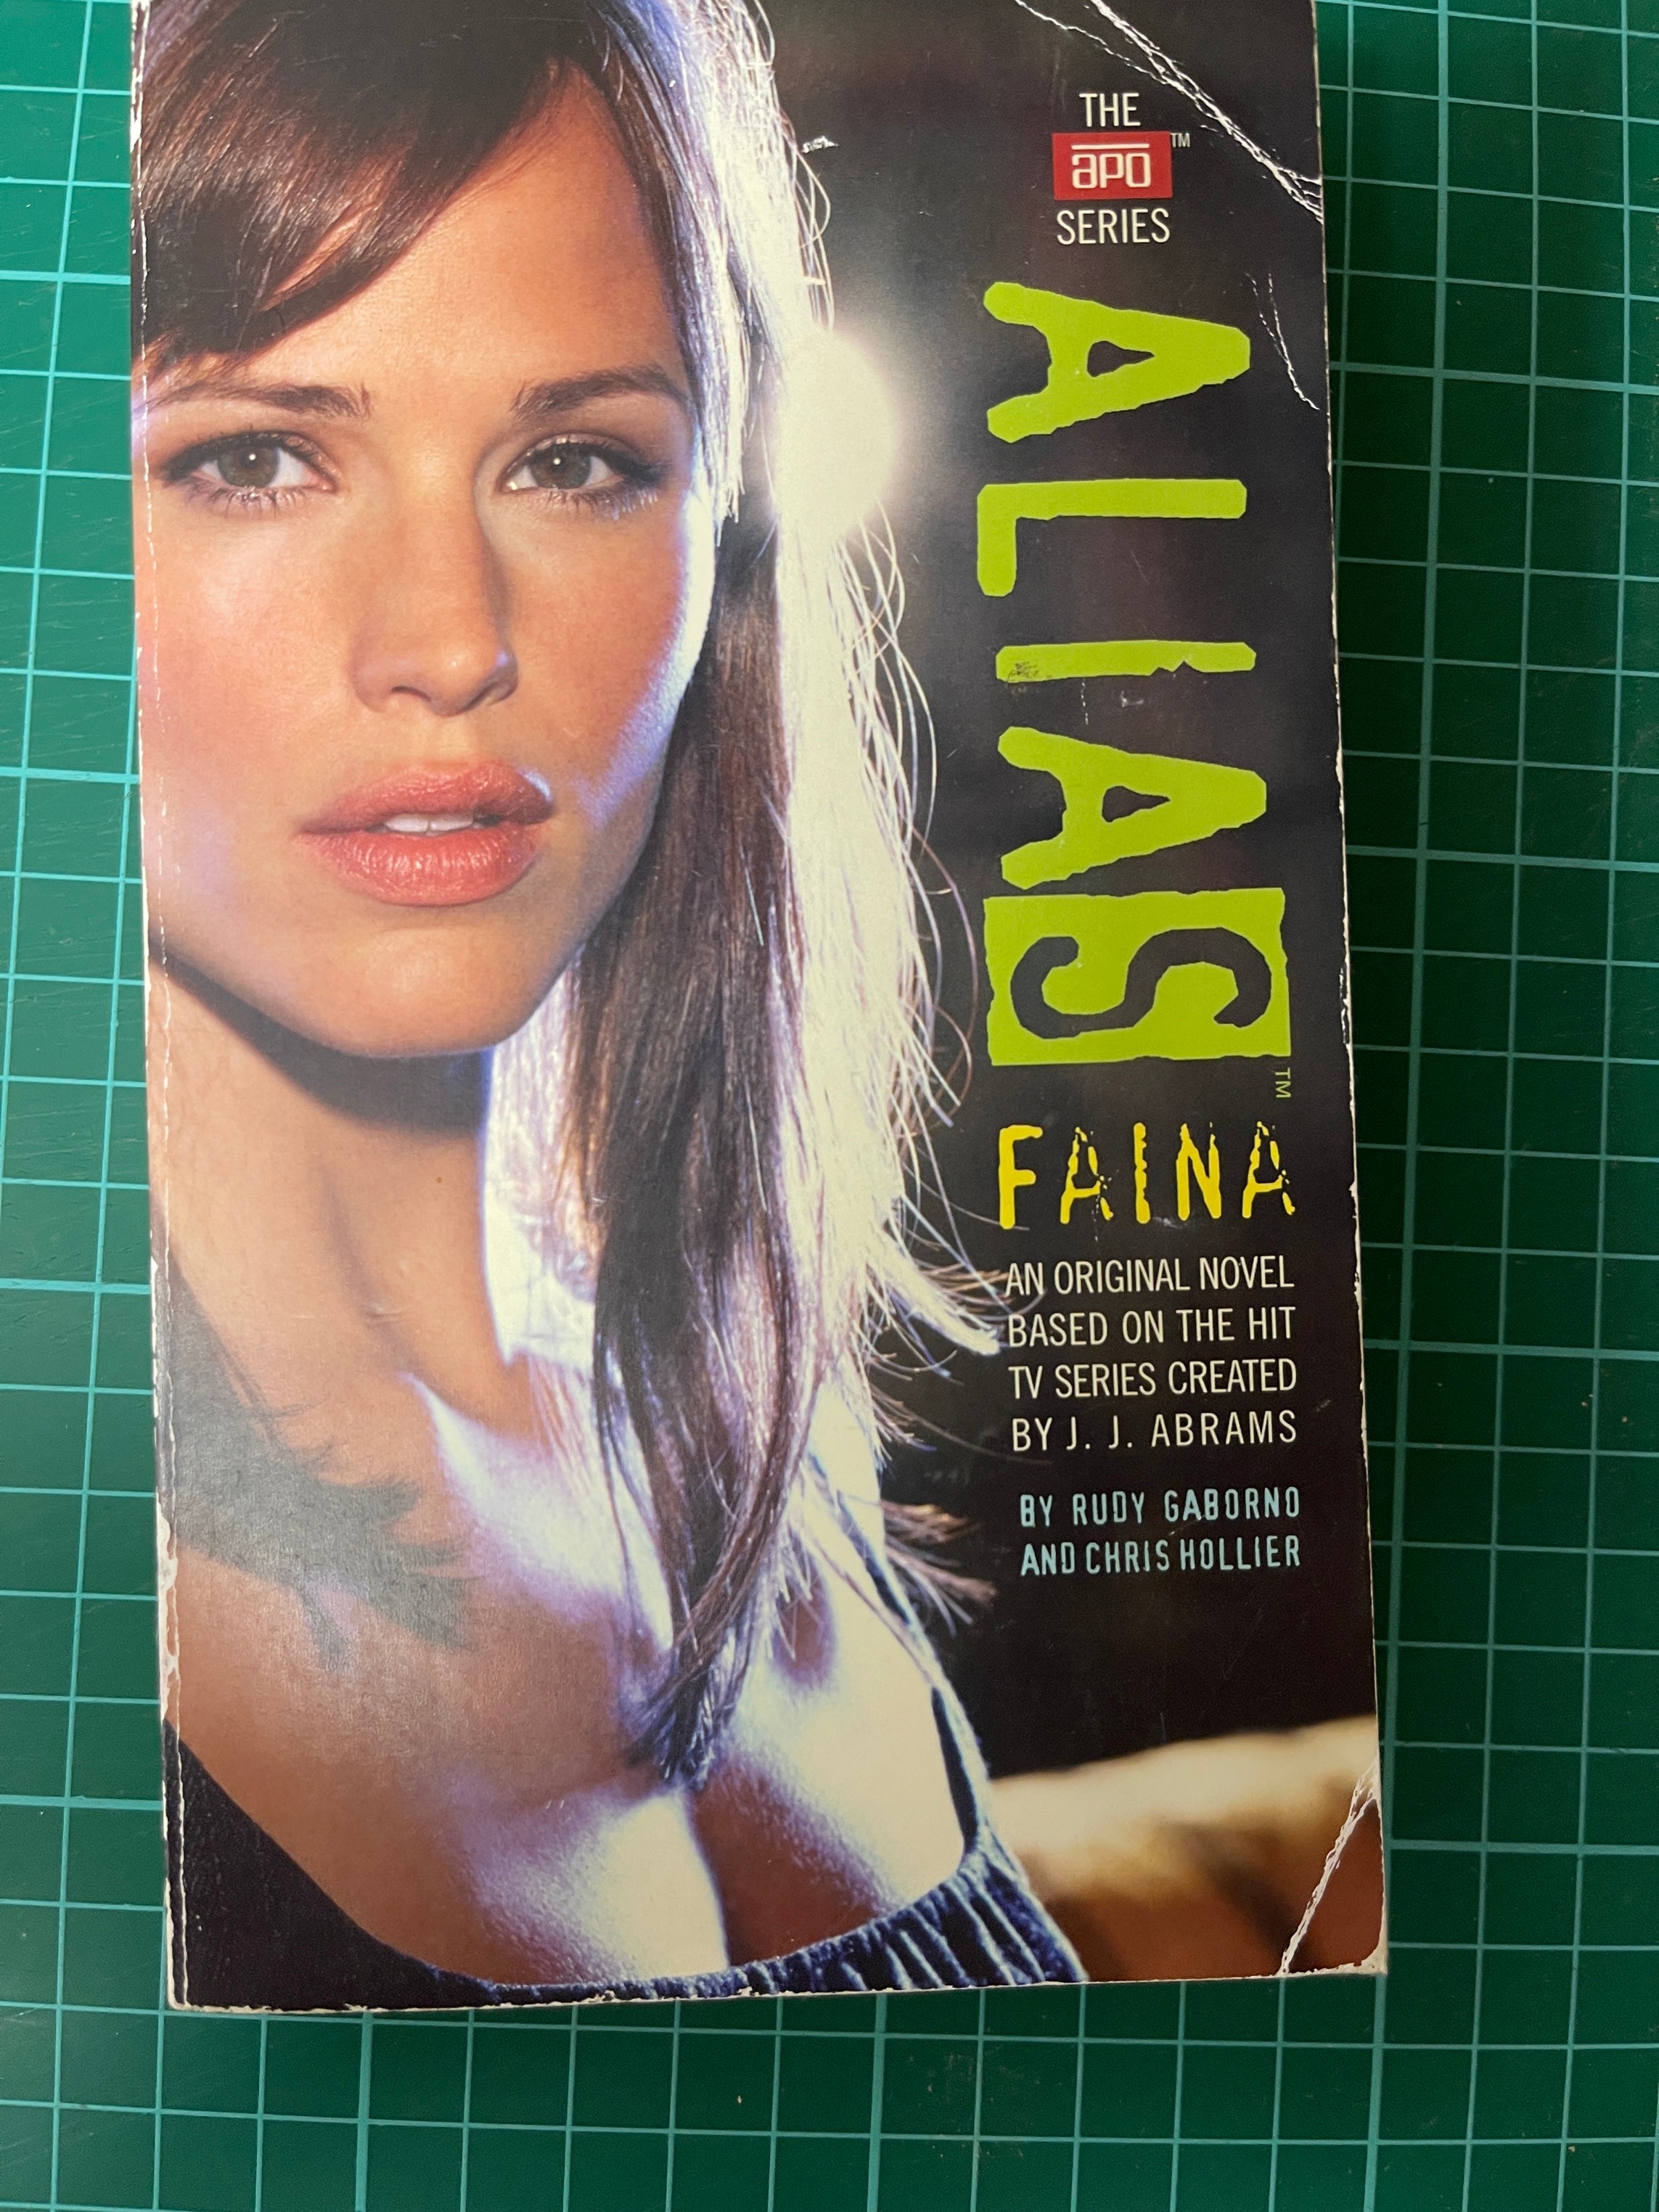 THE
apo™
SERIES
ALIAS™
FAINA
AN ORIGINAL NOVEL
BASED ON THE HIT
TV SERIES CREATED
BY J. J. ABRAMS
BY RUDY GABORNO
AND CHRIS HOLLIER